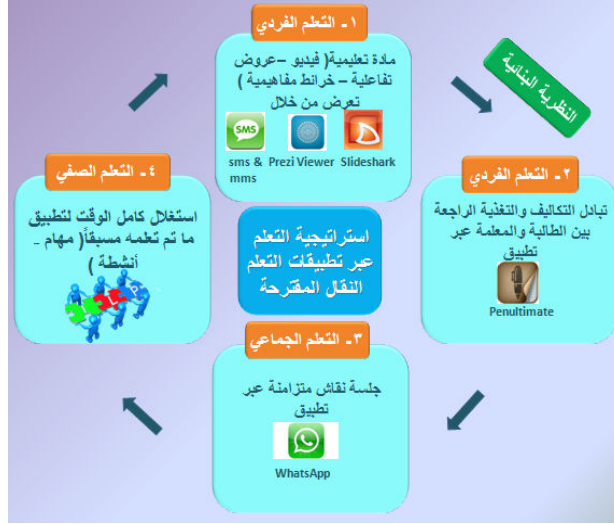 ١- التعلم الفردي
مادة تعليمية( فيديو –عروض
تفاعلية – خرائط مفاهيمية )
تعرض من خلال
SMS
sms &
mms
Prezi Viewer
Slideshark
النظرية البنائية
٢- التعلم الفردي
تبادل التكاليف والتغذية الراجعة
بين الطالبة والمعلمة عبر
تطبيق
Penultimate
٣- التعلم الجماعي
جلسة نقاش متزامنة عبر
تطبيق
WhatsApp
٤- التعلم الصفي
استغلال كامل الوقت لتطبيق
ما تم تعلمه مسبقاً( مهام -
أنشطة )
استراتيجية التعلم
عبر تطبيقات التعلم
النقال المقترحة